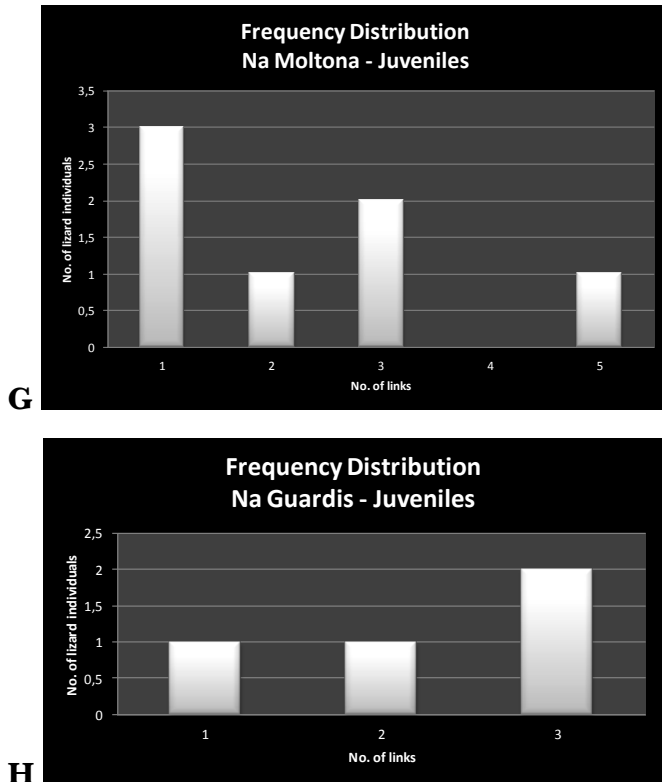 Frequency Distribution
Na Moltona - Juveniles
3,5
3
2,5
2
1,5
1
0,5
0
No. of lizard individuals
1 2 3 4 5
No. of links
G
Frequency Distribution
Na Guardis - Juveniles
2,5
2
1,5
1
0,5
0
No. of lizard individuals
1 2 3
No. of links
H